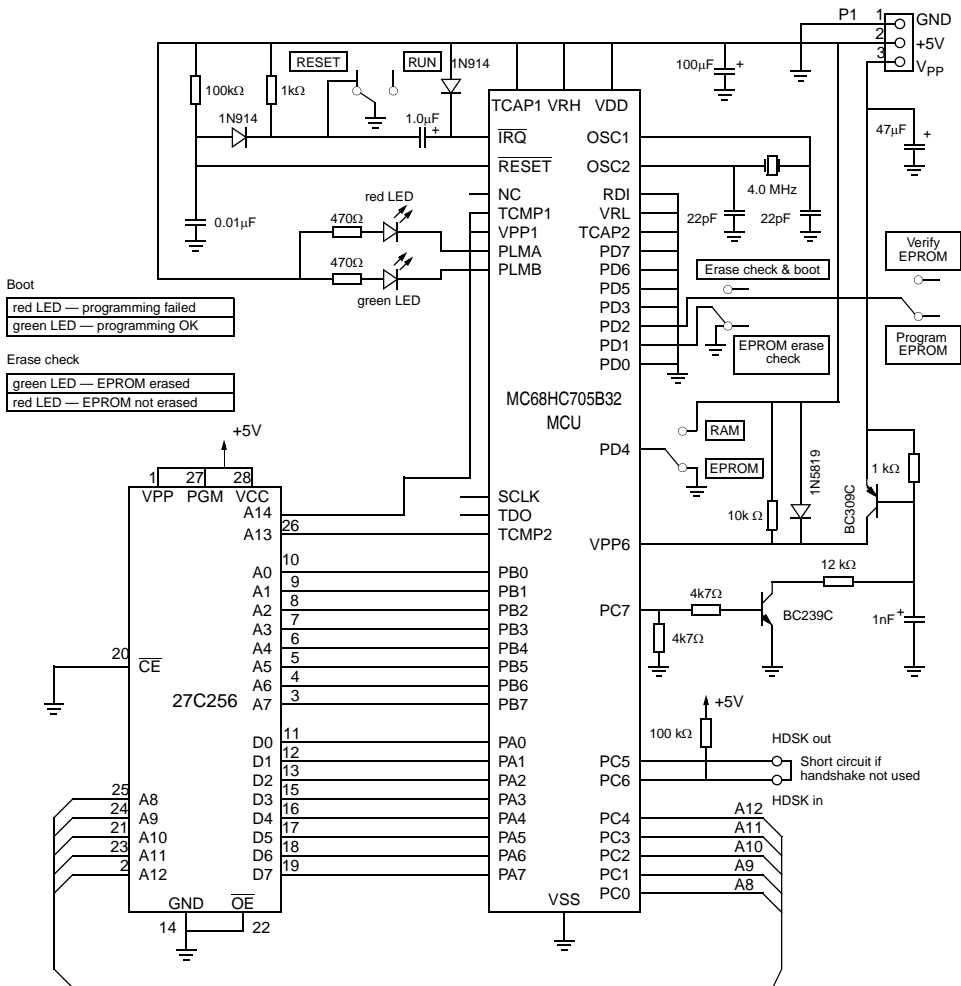 P1 1 GND
2 +5V
3 VPP
RESET RUN 1N914
100kΩ 1kΩ
100µF +
TCAP1 VRH VDD
1N914 1.0µF +
47µF +
IRQ OSC1
RESET OSC2
4.0 MHz
NC RDI
red LED
TCMP1 VRL
22pF 22pF
0.01µF
470Ω
VPP1 TCAP2
PLMA PD7
Verify
EPROM
470Ω
PLMB PD6
Erase check & boot
green LED
PD5
PD3
PD2
PD1
PD0
EPROM erase
check
Program
EPROM
Boot
red LED — programming failed
green LED — programming OK
Erase check
green LED — EPROM erased
red LED — EPROM not erased
MC68HC705B32
MCU
RAM
PD4
EPROM
1N5819
1 kΩ
BC309C
+5V
1 27 28
VPP PGM VCC
A14 SCLK
TDO
10k Ω
A13 26 TCMP2
VPP6
12 kΩ
A0 10 PB0
A1 9 PB1
A2 8 PB2
A3 7 PB3
A4 6 PB4
A5 5 PB5
A6 4 PB6
A7 3 PB7
PC7
4k7Ω
BC239C
1nF +
4k7Ω
20 CE
27C256
+5V
100 kΩ
D0 11 PA0
D1 12 PA1
D2 13 PA2
D3 15 PA3
D4 16 PA4
D5 17 PA5
D6 18 PA6
D7 19 PA7
HDSK out
PC5
PC6
Short circuit if
handshake not used
HDSK in
25 A8
24 A9
21 A10
23 A11
2 A12
PC4 A12
PC3 A11
PC2 A10
PC1 A9
PC0 A8
GND OE
14 22
VSS